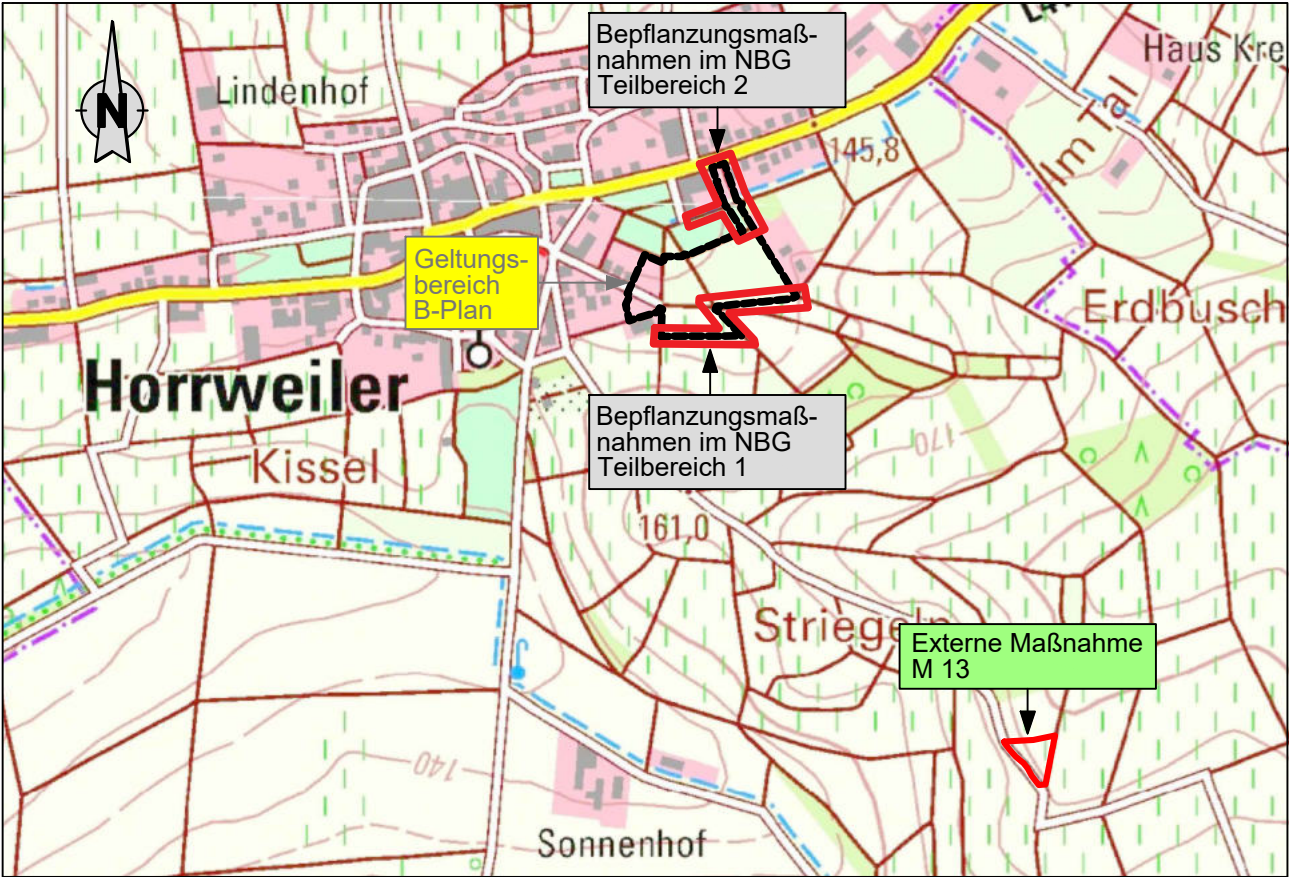 Bepflanzungsmaß-
nahmen im NBG
Teilbereich 2
Haus Kre
N
Lindenhof
Im Tal
145,8
Geltungs-
bereich
B-Plan
Erdbusch
Horrweiler
Bepflanzungsmaß-
nahmen im NBG
Teilbereich 1
170
Kissel
161,0
Striegeln
Externe Maßnahme
M 13
140
Sonnenhof